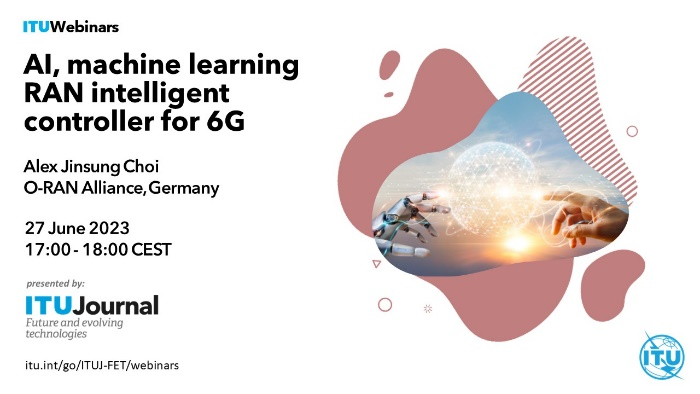 ITUWebinars
AI, machine learning
RAN intelligent
controller for 6G
Alex Jinsung Choi
O-RAN Alliance, Germany
27 June 2023
17:00 - 18:00 CEST
presented by:
ITUJournal
Future and evolving
technologies
itu.int/go/ITUJ-FET/webinars
ITU